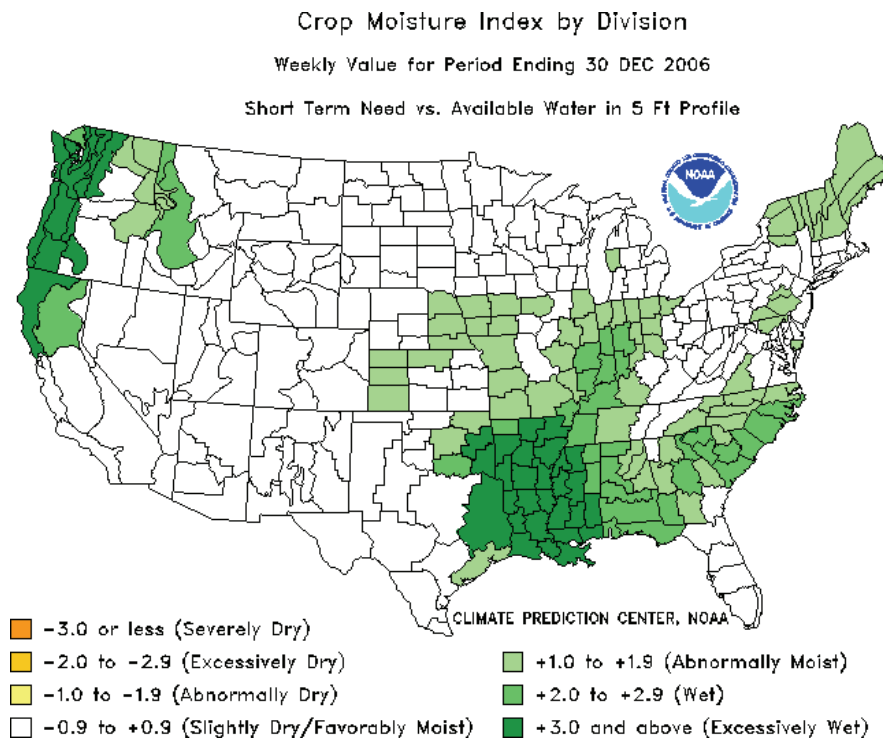 Crop Moisture Index by Division
Weekly Value for Period Ending 30 DEC 2006
Short Term Need vs. Available Water in 5 Ft Profile
NOAA
CLIMATE PREDICTION CENTER, NOAA
-3.0 or less (Severely Dry)
-2.0 to -2.9 (Excessively Dry)
-1.0 to -1.9 (Abnormally Dry)
-0.9 to +0.9 (Slightly Dry/Favorably Moist)
+1.0 to +1.9 (Abnormally Moist)
+2.0 to +2.9 (Wet)
+3.0 and above (Excessively Wet)